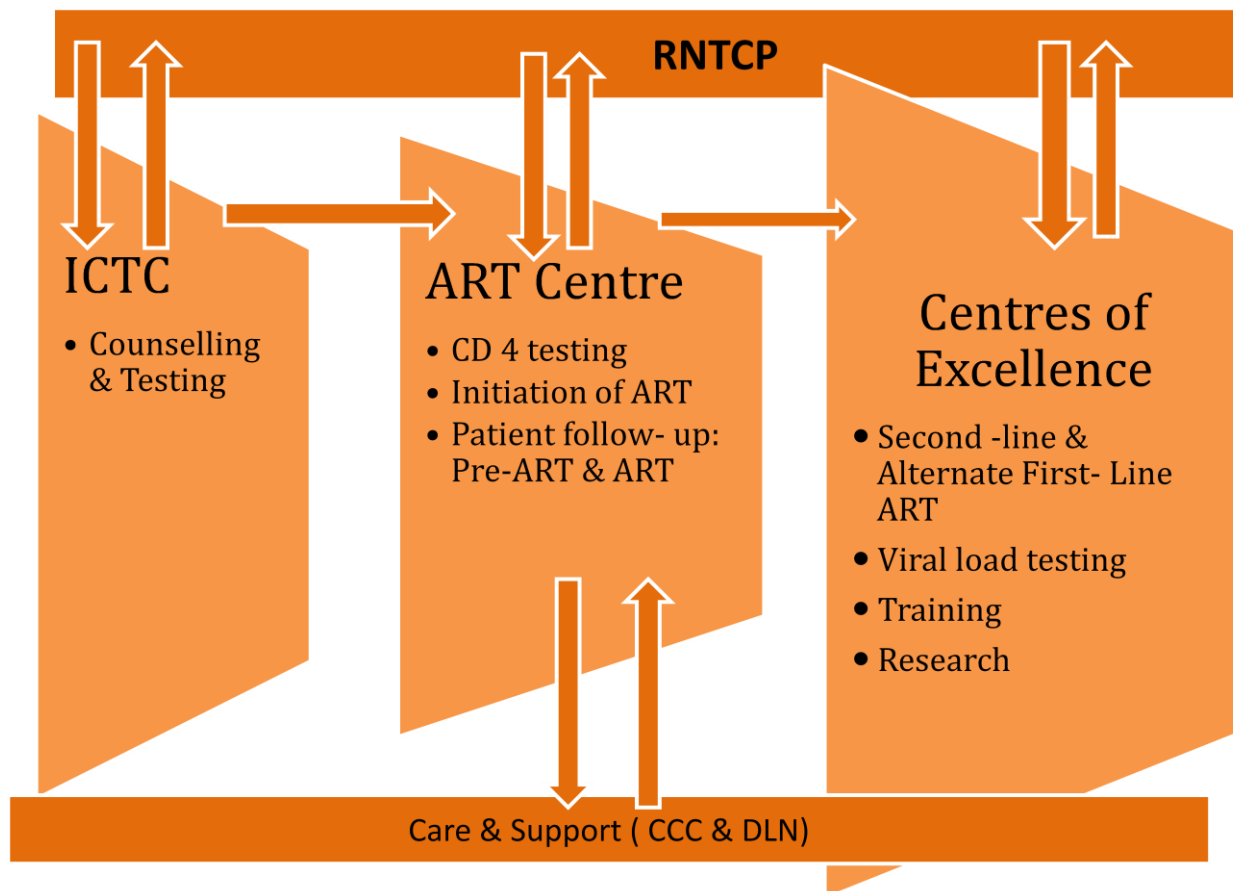 RNTCP
ICTC
• Counselling
& Testing
ART Centre
• CD 4 testing
• Initiation of ART
• Patient follow- up:
Pre-ART & ART
Centres of
Excellence
• Second -line &
Alternate First- Line
ART
• Viral load testing
• Training
• Research
Care & Support ( CCC & DLN)